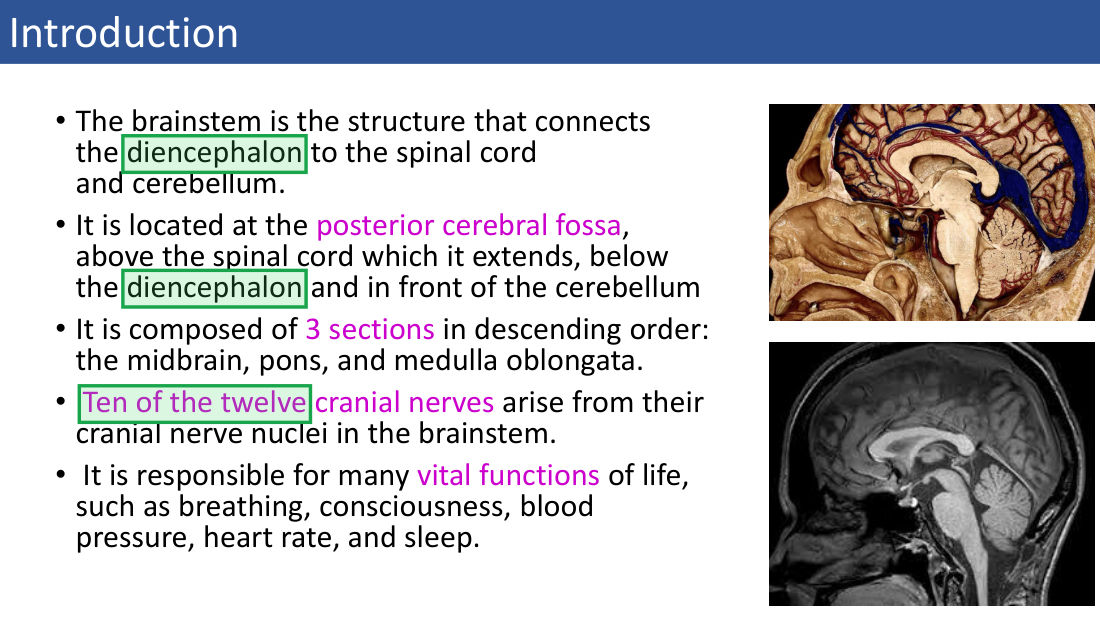 Introduction
• The brainstem is the structure that connects
the diencephalon to the spinal cord
and cerebellum.
• It is located at the posterior cerebral fossa,
above the spinal cord which it extends, below
the diencephalon and in front of the cerebellum
• It is composed of 3 sections in descending order:
the midbrain, pons, and medulla oblongata.
• Ten of the twelve cranial nerves arise from their
cranial nerve nuclei in the brainstem.
• It is responsible for many vital functions of life,
such as breathing, consciousness, blood
pressure, heart rate, and sleep.